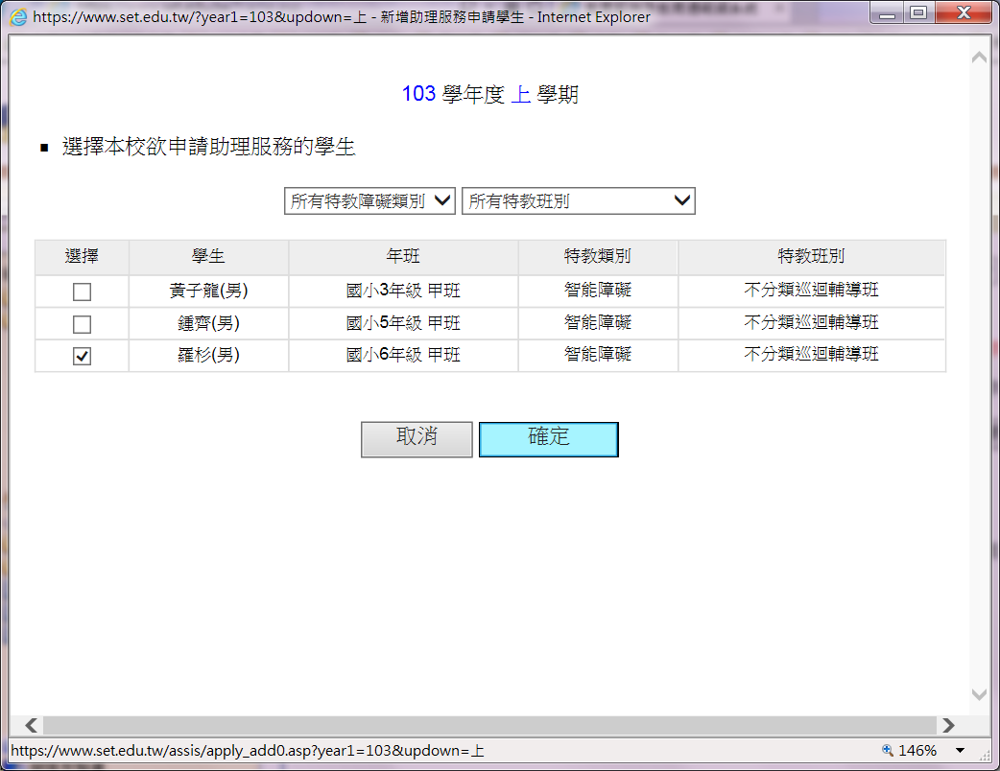 https://www.set.edu.tw/?year1=103&updown=上 - 新增助理服務申請學生 - Internet Explorer
103 學年度 上 學期
▪ 選擇本校欲申請助理服務的學生
所有特教障礙類別 所有特教班別
選擇 學生 年班 特教類別 特教班別
黃子龍(男) 國小3年級 甲班 智能障礙 不分類巡迴輔導班
鍾齊(男) 國小5年級 甲班 智能障礙 不分類巡迴輔導班
羅杉(男) 國小6年級 甲班 智能障礙 不分類巡迴輔導班
取消 確定
https://www.set.edu.tw/assis/apply_add0.asp?year1=103&updown=上 146%